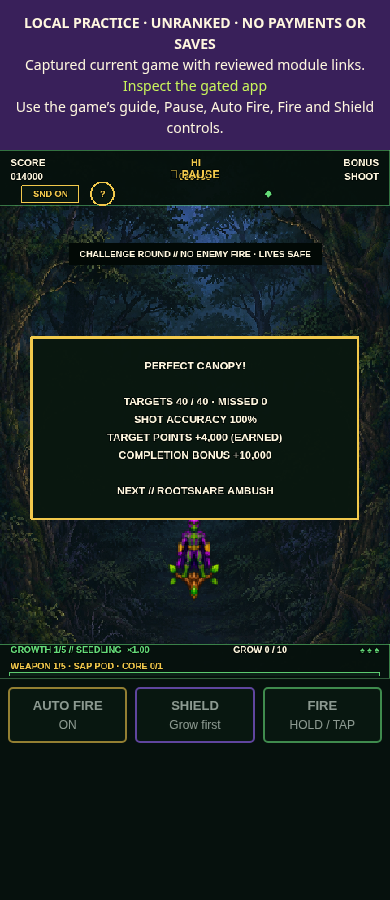 LOCAL PRACTICE · UNRANKED · NO PAYMENTS OR
SAVES
Captured current game with reviewed module links.
Inspect the gated app
Use the game's guide, Pause, Auto Fire, Fire and Shield
controls.
SCORE HI BONUS
014000 PAUSE SHOOT
SND ON ?
CHALLENGE ROUND // NO ENEMY FIRE · LIVES SAFE
PERFECT CANOPY!
TARGETS 40 / 40 · MISSED 0
SHOT ACCURACY 100%
TARGET POINTS +4,000 (EARNED)
COMPLETION BONUS +10,000
NEXT // ROOTSNARE AMBUSH
GROWTH 1/5 // SEEDLING ×1.00 GROW 0 / 10
WEAPON 1/5 · SAP POD · CORE 0/1
AUTO FIRE SHIELD FIRE
ON Grow first HOLD / TAP